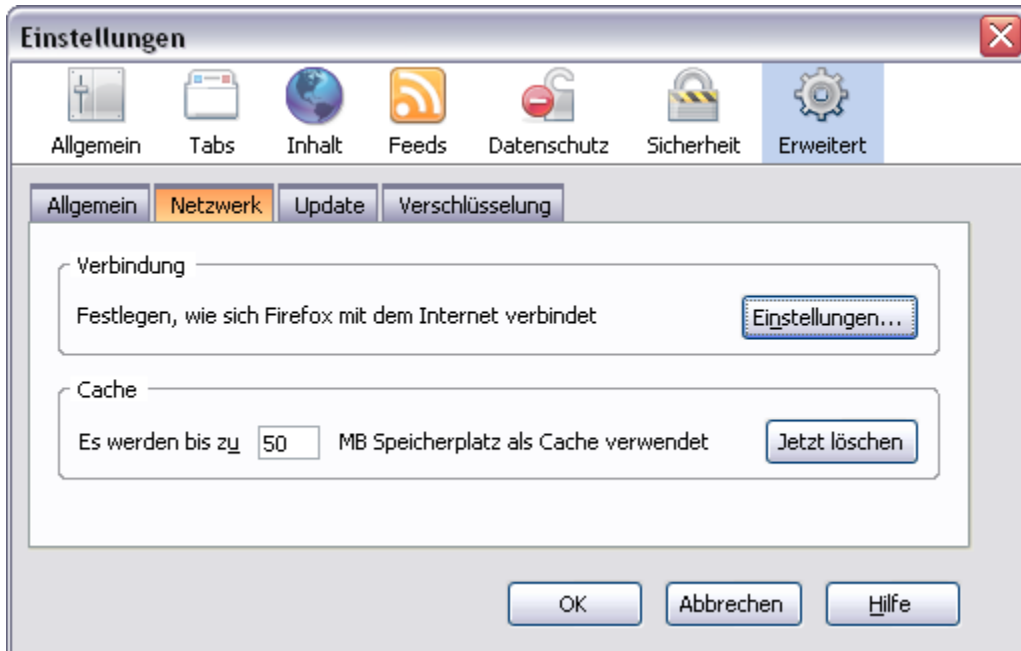 Einstellungen
Allgemein Tabs Inhalt Feeds Datenschutz Sicherheit Erweitert
Allgemein Netzwerk Update Verschlüsselung
Verbindung
Festlegen, wie sich Firefox mit dem Internet verbindet Einstellungen...
Cache
Es werden bis zu 50 MB Speicherplatz als Cache verwendet Jetzt löschen
OK Abbrechen Hilfe